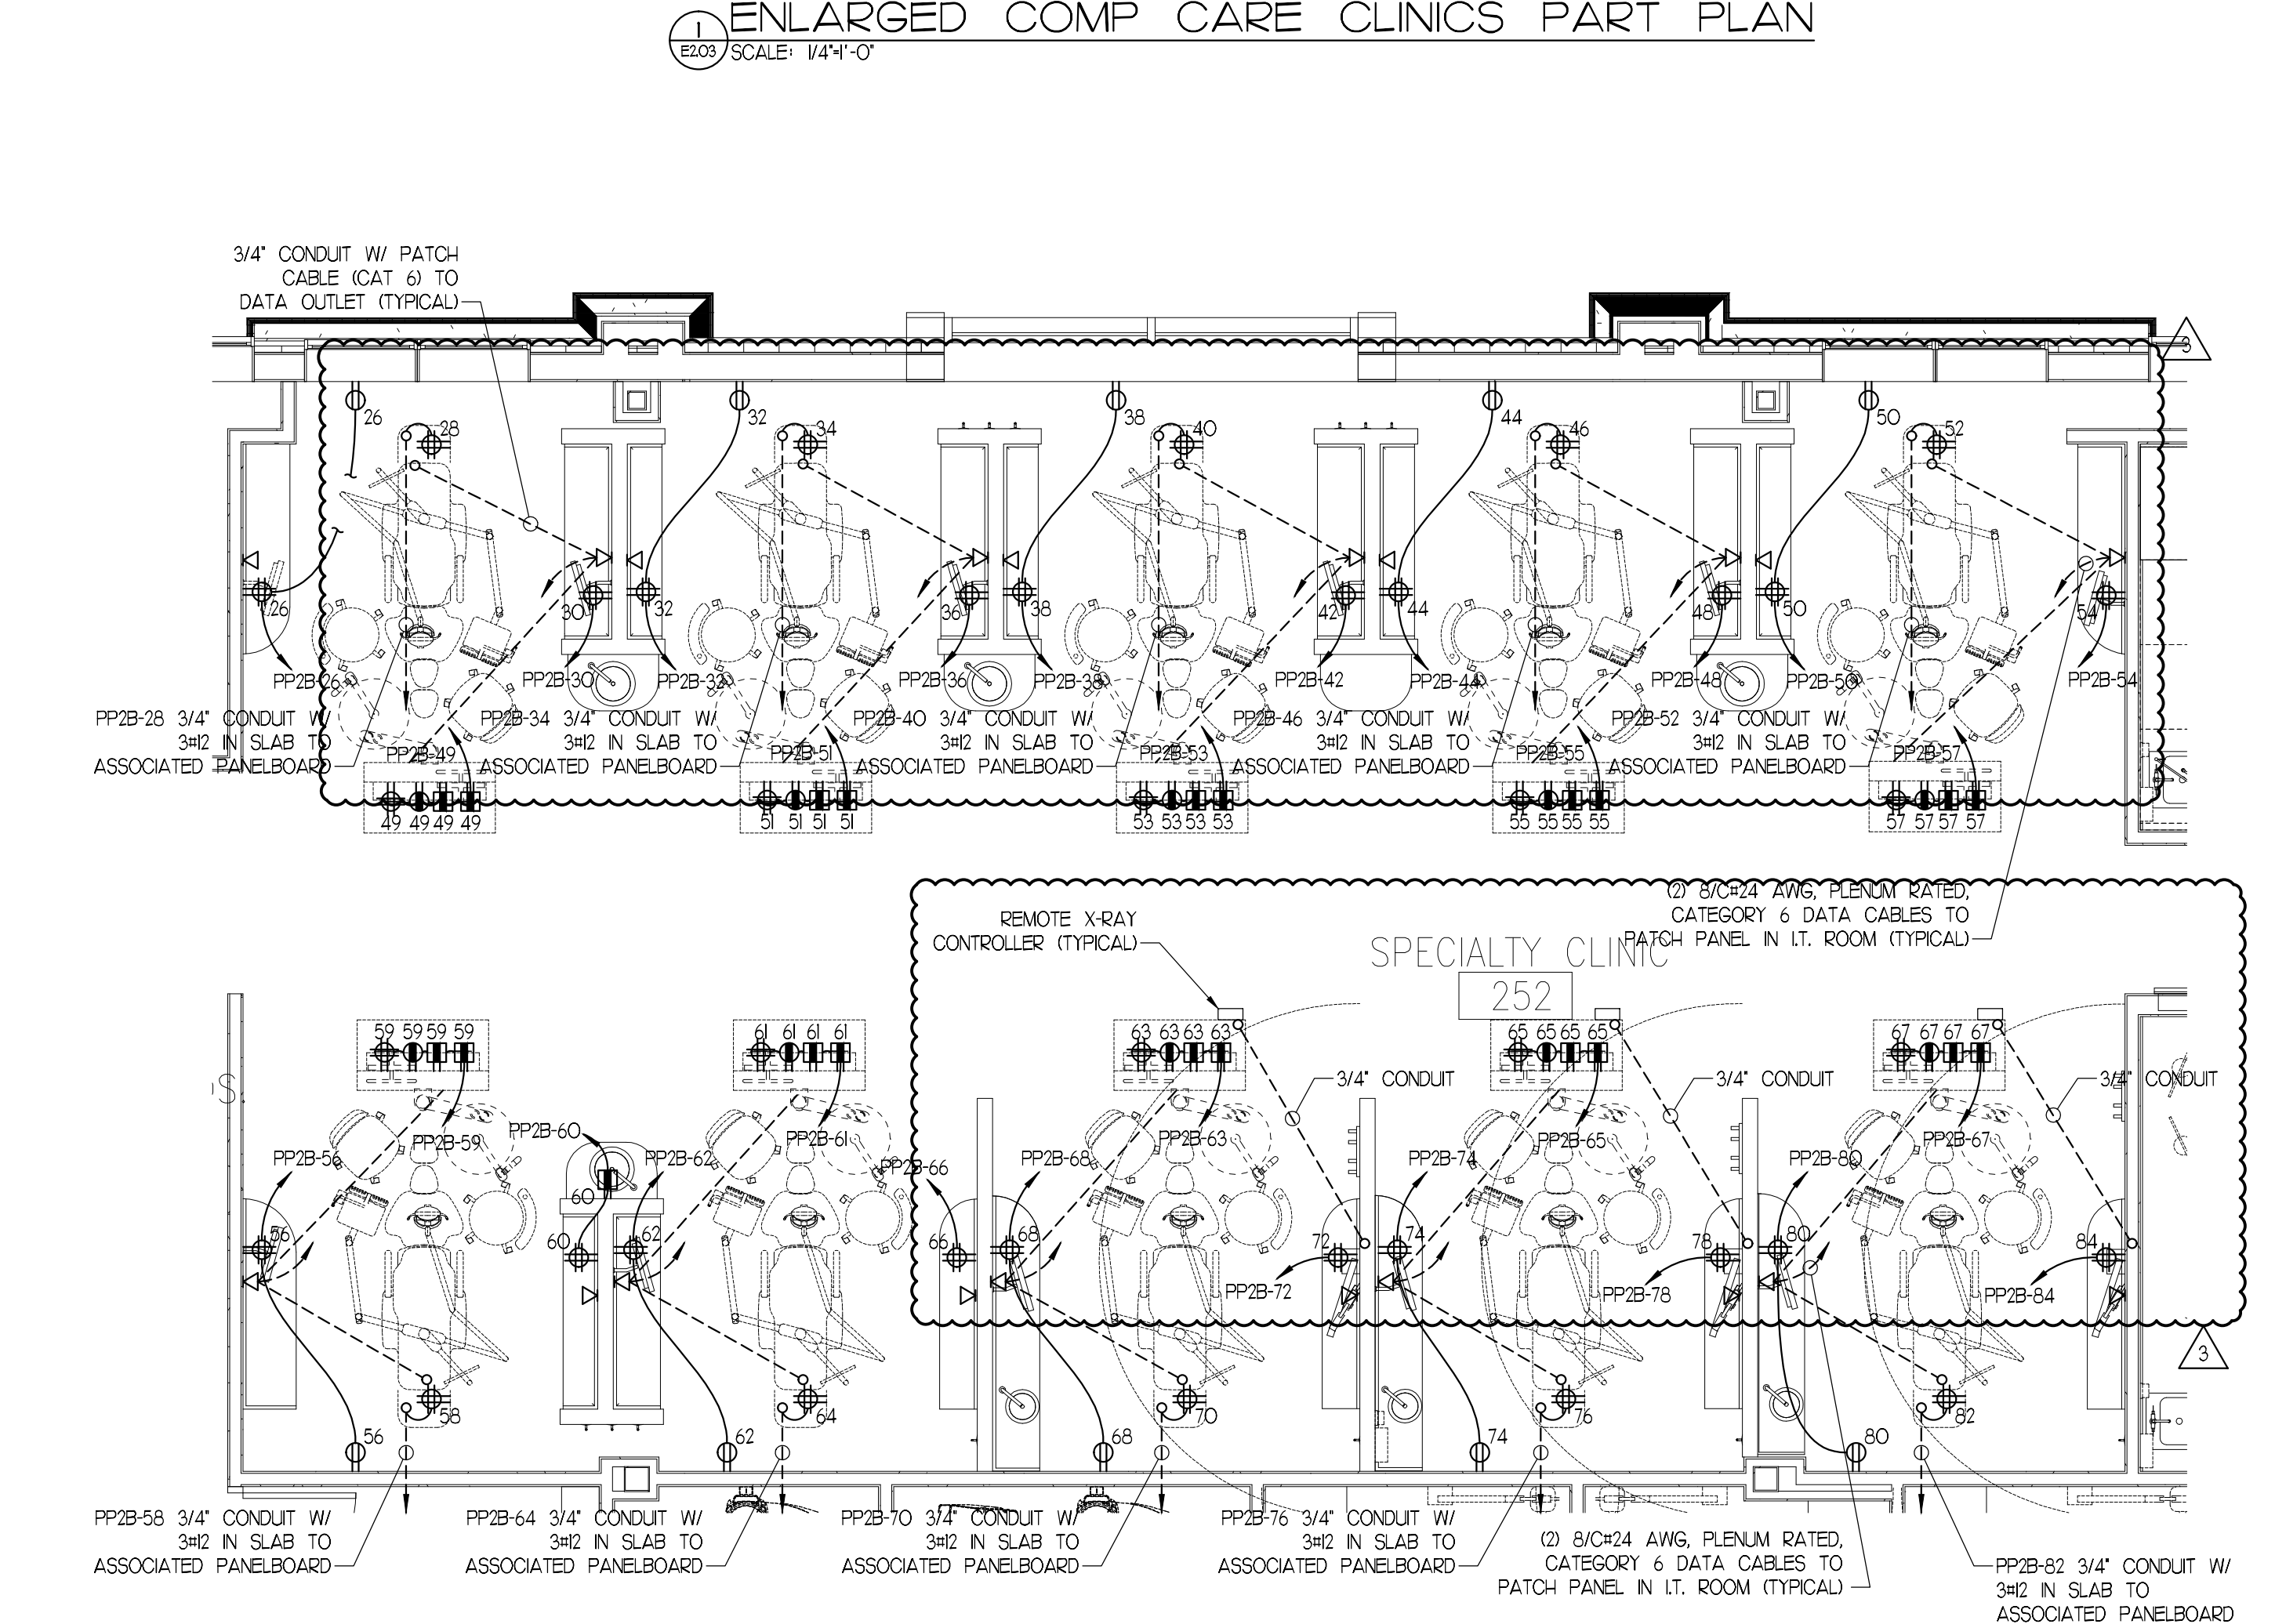 ENLARGED COMP CARE CLINICS PART PLAN
1
E2.03
SCALE: 1/4"=1'-0"
3/4" CONDUIT W/ PATCH
CABLE (CAT 6) TO
DATA OUTLET (TYPICAL)
3
26
32
38
44
50
28
34
40
46
52
26
30
32
36
38
42
44
48
50
54
PP2B-26
PP2B-30
PP2B-32
PP2B-36
PP2B-38
PP2B-42
PP2B-44
PP2B-48
PP2B-50
PP2B-54
PP2B-28 3/4" CONDUIT W/
3#12 IN SLAB TO
ASSOCIATED PANELBOARD
PP2B-34 3/4" CONDUIT W/
3#12 IN SLAB TO
ASSOCIATED PANELBOARD
PP2B-40 3/4" CONDUIT W/
3#12 IN SLAB TO
ASSOCIATED PANELBOARD
PP2B-46 3/4" CONDUIT W/
3#12 IN SLAB TO
ASSOCIATED PANELBOARD
PP2B-52 3/4" CONDUIT W/
3#12 IN SLAB TO
ASSOCIATED PANELBOARD
PP2B-49
PP2B-51
PP2B-53
PP2B-55
PP2B-57
49 49 49 49
51 51 51 51
53 53 53 53
55 55 55 55
57 57 57 57
(2) 8/C#24 AWG, PLENUM RATED,
CATEGORY 6 DATA CABLES TO
PATCH PANEL IN I.T. ROOM (TYPICAL)
REMOTE X-RAY
CONTROLLER (TYPICAL)
SPECIALTY CLINIC
252
59 59 59 59
61 61 61 61
63 63 63 63
65 65 65 65
67 67 67 67
3/4" CONDUIT
3/4" CONDUIT
3/4" CONDUIT
PP2B-59
PP2B-60
PP2B-61
PP2B-63
PP2B-65
PP2B-67
PP2B-56
PP2B-62
PP2B-66
PP2B-68
PP2B-74
PP2B-80
60
56
60
62
66
68
72
74
78
80
84
PP2B-72
PP2B-78
PP2B-84
3
58
64
70
76
82
56
62
68
74
80
PP2B-58 3/4" CONDUIT W/
3#12 IN SLAB TO
ASSOCIATED PANELBOARD
PP2B-64 3/4" CONDUIT W/
3#12 IN SLAB TO
ASSOCIATED PANELBOARD
PP2B-70 3/4" CONDUIT W/
3#12 IN SLAB TO
ASSOCIATED PANELBOARD
PP2B-76 3/4" CONDUIT W/
3#12 IN SLAB TO
ASSOCIATED PANELBOARD
(2) 8/C#24 AWG, PLENUM RATED,
CATEGORY 6 DATA CABLES TO
PATCH PANEL IN I.T. ROOM (TYPICAL)
PP2B-82 3/4" CONDUIT W/
3#12 IN SLAB TO
ASSOCIATED PANELBOARD